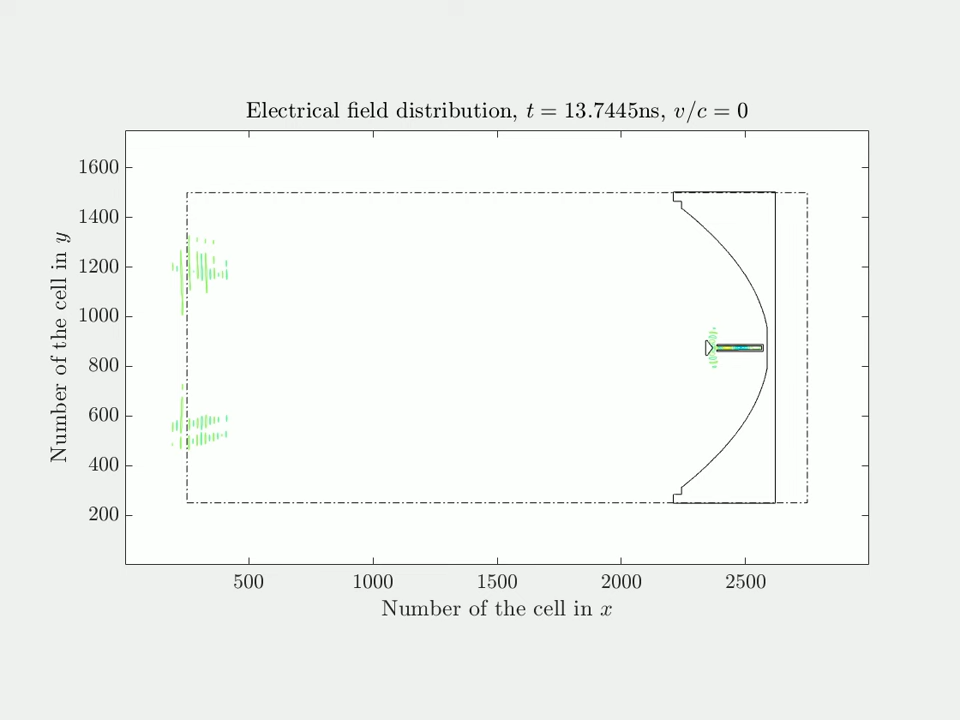 Electrical field distribution, t = 13.7445ns, v/c = 0
1600
1400
1200
1000
800
600
400
200
Number of the cell in y
500 1000 1500 2000 2500
Number of the cell in x